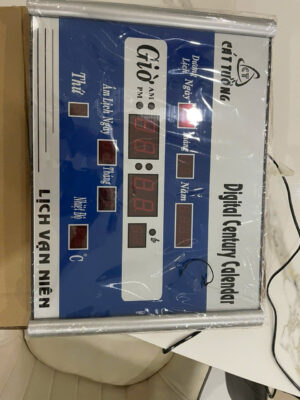 CÁT TƯỜNG
Digital Century Calendar
Dương
Lịch Ngày Tháng Năm
Giờ AM
PM
Âm Lịch Ngày Tháng
Thứ Nhiệt Độ °C
LỊCH VẠN NIÊN